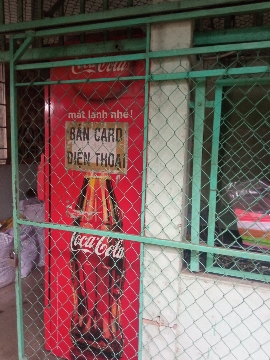 Coca-Cola
mát lạnh nhé!
BÁN CARD
ĐIỆN THOẠI
Coca-Cola